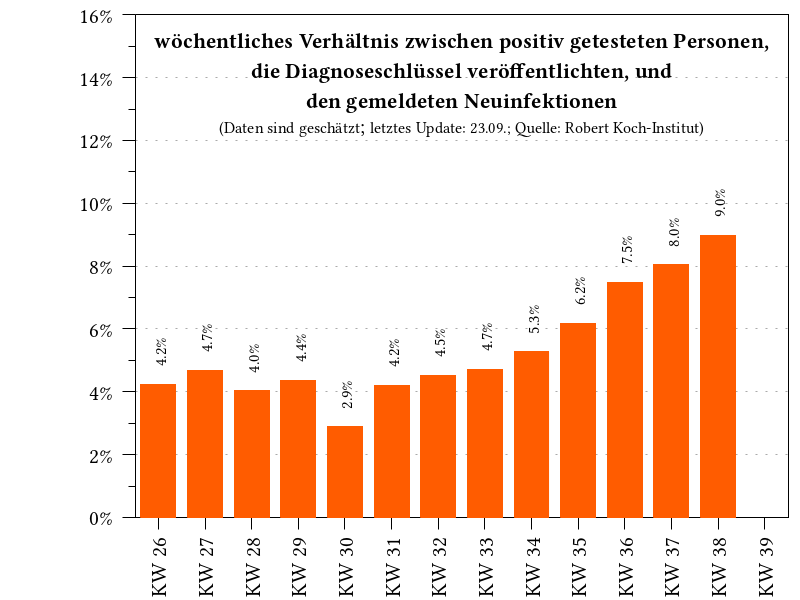 wöchentliches Verhältnis zwischen positiv getesteten Personen,
die Diagnoseschlüssel veröffentlichten, und
den gemeldeten Neuinfektionen
(Daten sind geschätzt; letztes Update: 23.09.; Quelle: Robert Koch-Institut)
16%
14%
12%
10%
8%
6%
4%
2%
0%
4.2%
4.7%
4.0%
4.4%
2.9%
4.2%
4.5%
4.7%
5.3%
6.2%
7.5%
8.0%
9.0%
KW 26
KW 27
KW 28
KW 29
KW 30
KW 31
KW 32
KW 33
KW 34
KW 35
KW 36
KW 37
KW 38
KW 39